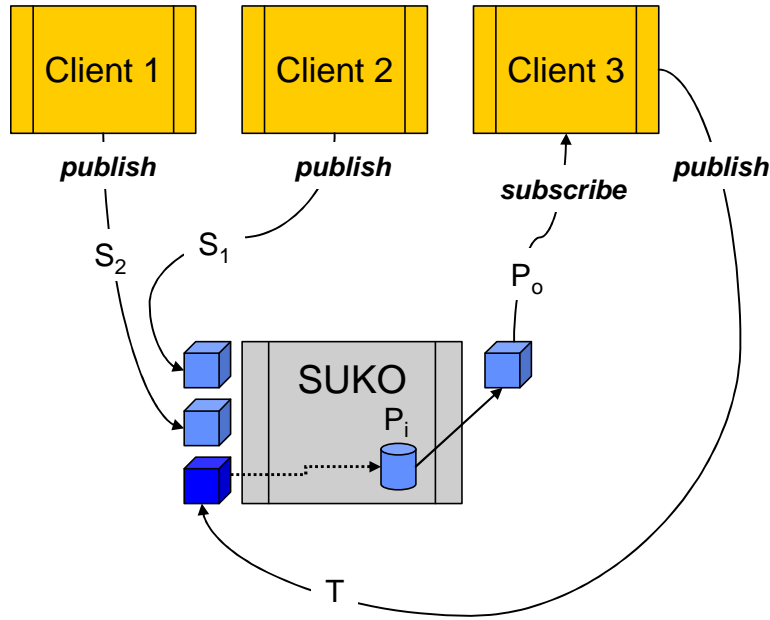 Client 1
Client 2
Client 3
publish
publish
subscribe
publish
S₂
S₁
Pₒ
SUKO
Pᵢ
T